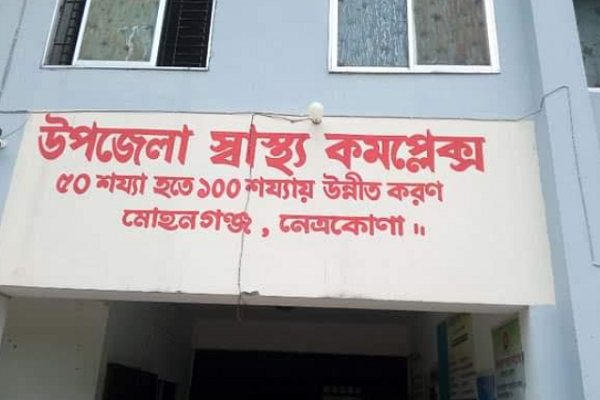 উপজেলা স্বাস্থ্য কমপ্লেক্স
৫০ শয্যা হতে ১০০ শয্যায় উন্নীত করণ
মোহনগঞ্জ, নেত্রকোণা॥